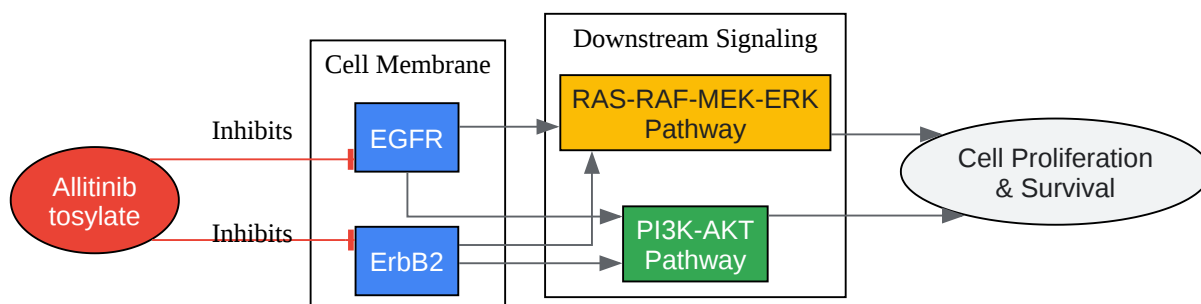 Downstream Signaling
Cell Membrane
RAS-RAF-MEK-ERK
Pathway
Inhibits
EGFR
Cell Proliferation
& Survival
Allitinib
tosylate
Inhibits
PI3K-AKT
Pathway
ErbB2